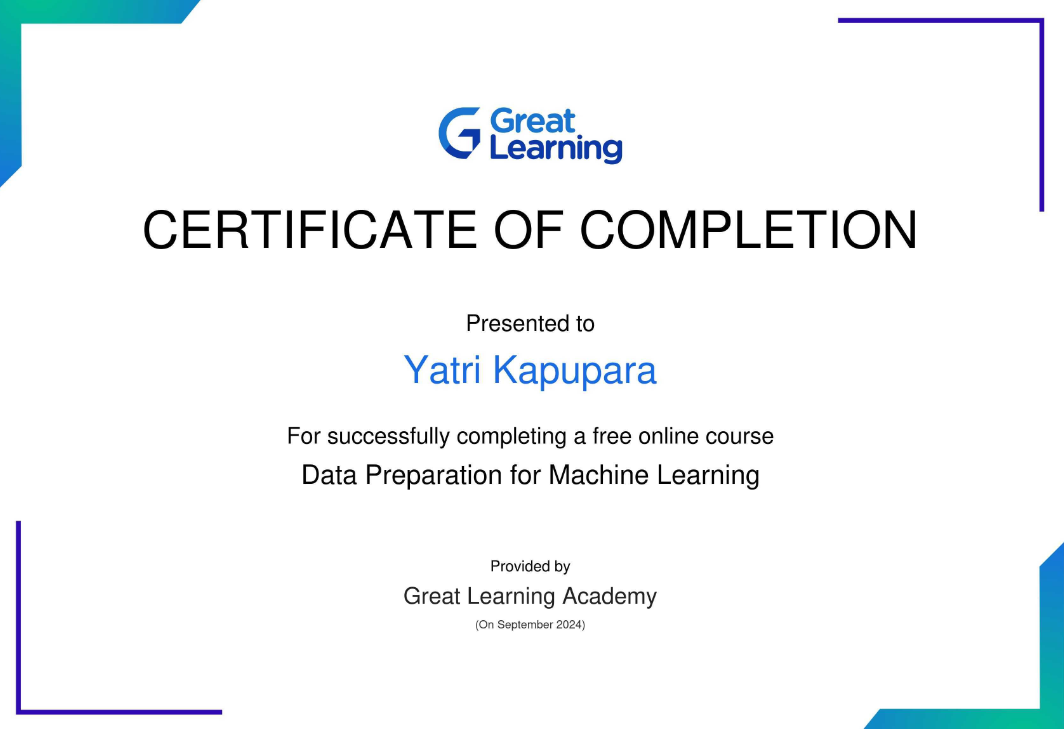 Great
Learning
CERTIFICATE OF COMPLETION
Presented to
Yatri Kapupara
For successfully completing a free online course
Data Preparation for Machine Learning
Provided by
Great Learning Academy
(On September 2024)